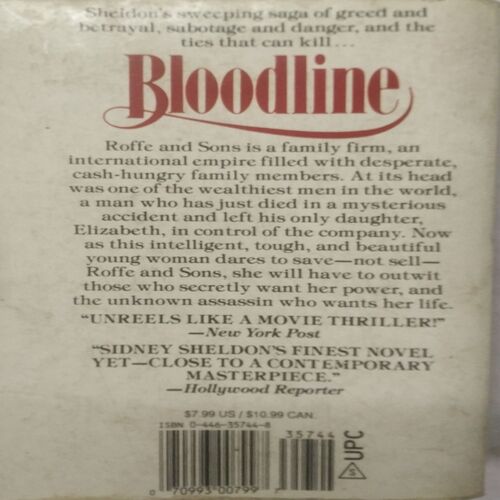 Sheldon's sweeping saga of greed and
betrayal, sabotage and danger, and the
ties that can kill...
Bloodline
Roffe and Sons is a family firm, an
international empire filled with desperate,
cash-hungry family members. At its head
was one of the wealthiest men in the world,
a man who has just died in a mysterious
accident and left his only daughter,
Elizabeth, in control of the company. Now
as this intelligent, tough, and beautiful
young woman dares to save—not sell—
Roffe and Sons, she will have to outwit
those who secretly want her power, and
the unknown assassin who wants her life.
"UNREELS LIKE A MOVIE THRILLER!"
—New York Post
"SIDNEY SHELDON'S FINEST NOVEL
YET—CLOSE TO A CONTEMPORARY
MASTERPIECE."
—Hollywood Reporter
$7.99 US / $10.99 CAN.
ISBN 0-446-35744-8
35744
UPC
S
0 70993 00799